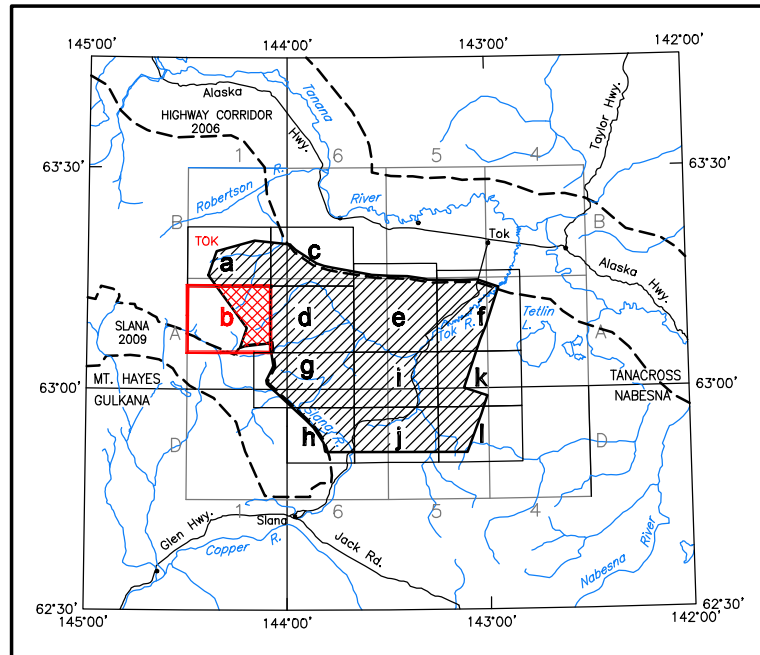 145°00'
144°00'
143°00'
142°00'
Alaska
HIGHWAY CORRIDOR
2006
Hwy.
Tanana
Taylor Hwy.
63°30'
63°30'
1
6
5
4
Robertson R.
River
B
B
TOK
Tok
a
c
Alaska
Hwy.
b
d
e
f
SLANA
2009
A
A
Tok R.
Tetlin
L.
g
i
k
63°00'
63°00'
MT. HAYES
GULKANA
TANACROSS
NABESNA
Slana R.
D
D
h
j
l
1
6
5
4
Glen Hwy.
Slana
Copper R.
Jack Rd.
Nabesna
River
62°30'
62°30'
145°00'
144°00'
143°00'
142°00'